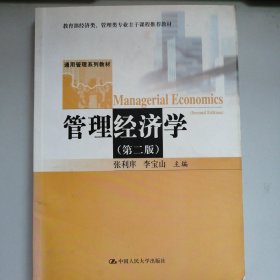 教育部经济类、管理类专业主干课程推荐教材
通用管理系列教材
Managerial Economics
(Second Edition)
管理经济学
(第二版)
张利庠 李宝山 主编
中国人民大学出版社